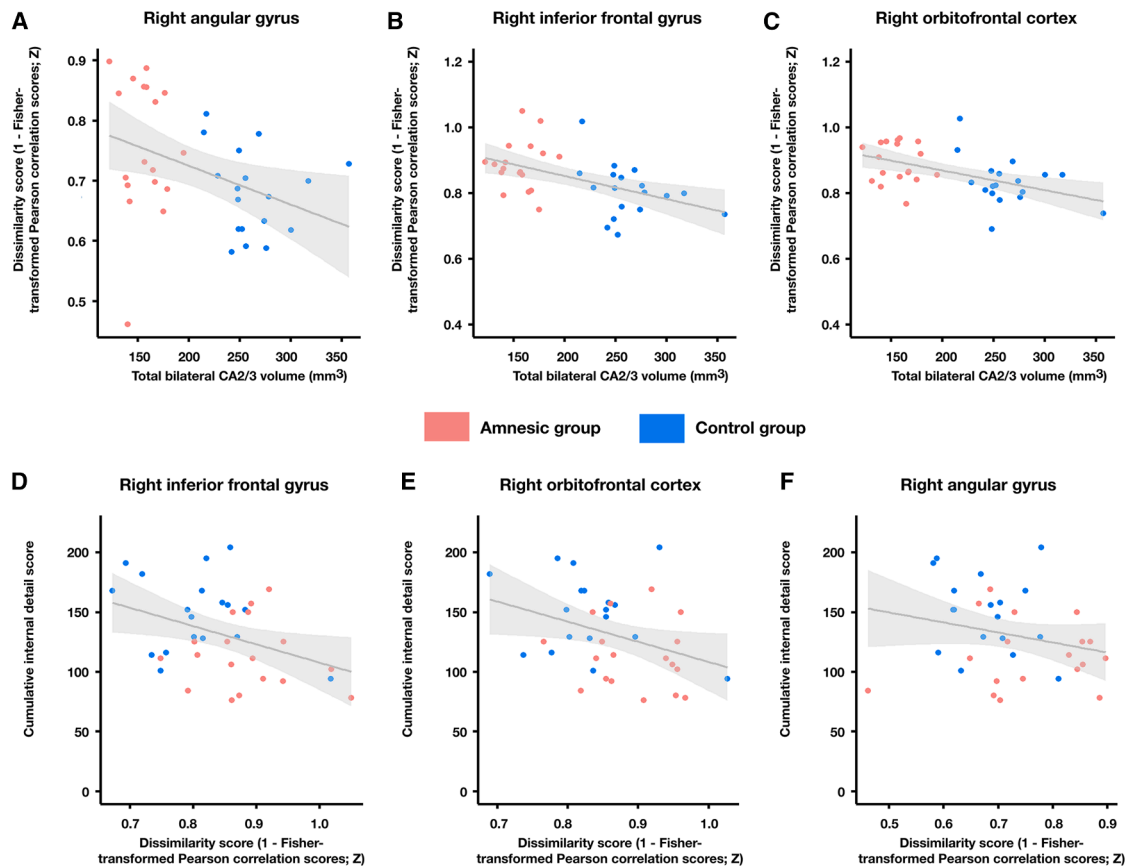 A
Right angular gyrus
Dissimilarity score (1 - Fisher-
transformed Pearson correlation scores; Z)
0.9
0.8
0.7
0.6
0.5
150 200 250 300 350
Total bilateral CA2/3 volume (mm3)
B
Right inferior frontal gyrus
Dissimilarity score (1 - Fisher-
transformed Pearson correlation scores; Z)
1.2
1.0
0.8
0.6
0.4
150 200 250 300 350
Total bilateral CA2/3 volume (mm3)
C
Right orbitofrontal cortex
Dissimilarity score (1 - Fisher-
transformed Pearson correlation scores; Z)
1.2
1.0
0.8
0.6
0.4
150 200 250 300 350
Total bilateral CA2/3 volume (mm3)
Amnesic group
Control group
D
Right inferior frontal gyrus
Cumulative internal detail score
200
150
100
50
0
0.7 0.8 0.9 1.0
Dissimilarity score (1 - Fisher-
transformed Pearson correlation scores; Z)
E
Right orbitofrontal cortex
Cumulative internal detail score
200
150
100
50
0
0.7 0.8 0.9 1.0
Dissimilarity score (1 - Fisher-
transformed Pearson correlation scores; Z)
F
Right angular gyrus
Cumulative internal detail score
200
150
100
50
0
0.5 0.6 0.7 0.8 0.9
Dissimilarity score (1 - Fisher-
transformed Pearson correlation scores; Z)